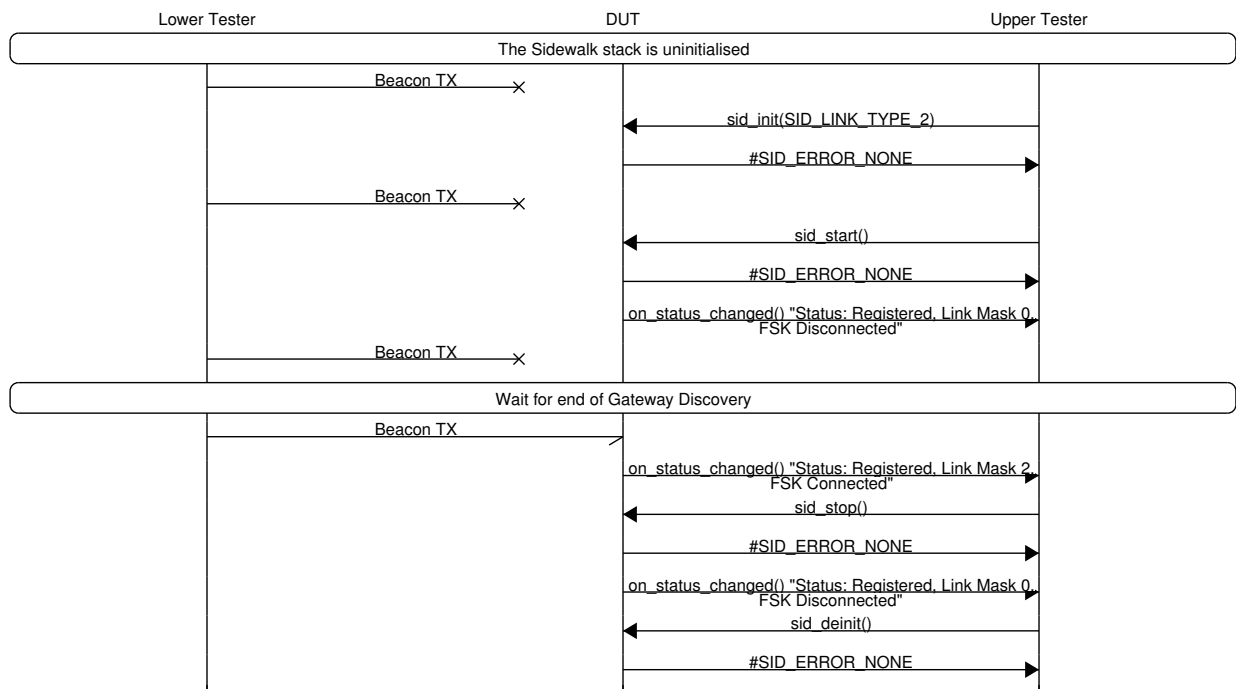 Lower Tester DUT Upper Tester
The Sidewalk stack is uninitialised
Beacon TX
sid_init(SID_LINK_TYPE_2)
#SID_ERROR_NONE
Beacon TX
sid_start()
#SID_ERROR_NONE
on_status_changed() "Status: Registered, Link Mask 0,
FSK Disconnected"
Beacon TX
Wait for end of Gateway Discovery
Beacon TX
on_status_changed() "Status: Registered, Link Mask 2,
FSK Connected"
sid_stop()
#SID_ERROR_NONE
on_status_changed() "Status: Registered, Link Mask 0,
FSK Disconnected"
sid_deinit()
#SID_ERROR_NONE